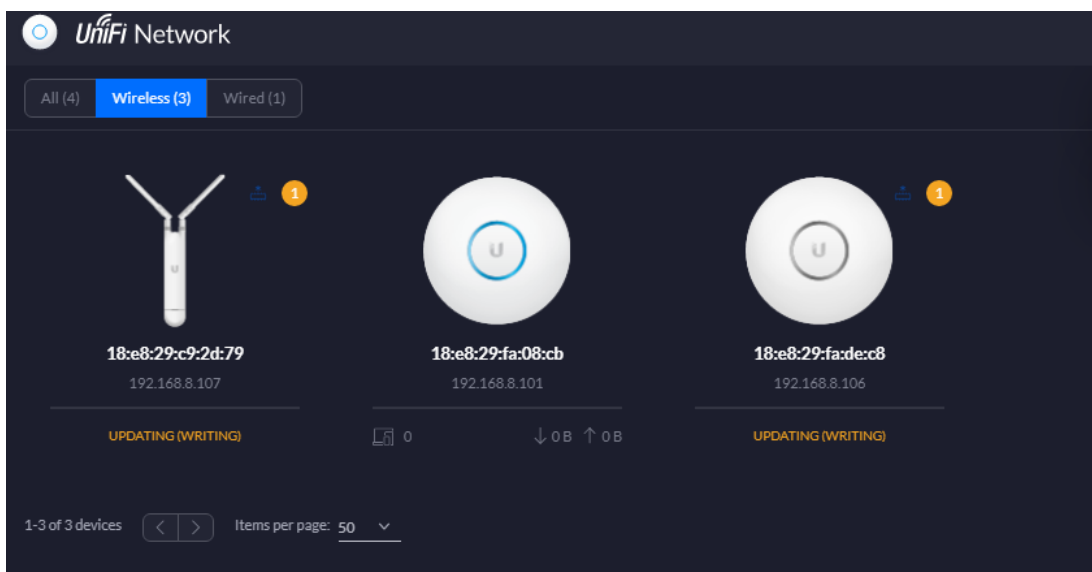 UniFi Network
All (4) Wireless (3) Wired (1)
1 1
U U U
18:e8:29:c9:2d:79 18:e8:29:fa:08:cb 18:e8:29:fa:de:c8
192.168.8.107 192.168.8.101 192.168.8.106
UPDATING (WRITING) 0 ↓ 0 B ↑ 0 B UPDATING (WRITING)
1-3 of 3 devices < > Items per page: 50